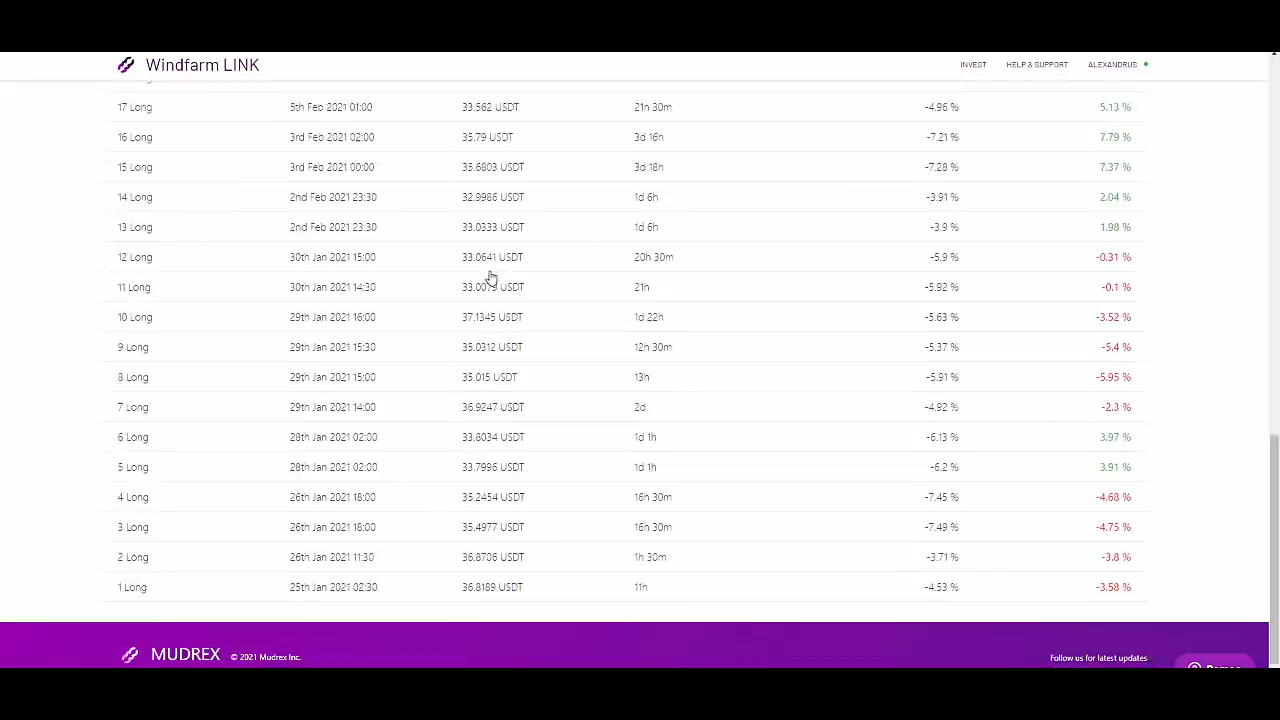 Windfarm LINK INVEST HELP & SUPPORT ALEXANDRUS
17 Long 5th Feb 2021 01:00 33.562 USDT 21h 30m -4.96 % 5.13 %
16 Long 3rd Feb 2021 02:00 35.79 USDT 3d 16h -7.21 % 7.79 %
15 Long 3rd Feb 2021 00:00 35.6803 USDT 3d 18h -7.28 % 7.37 %
14 Long 2nd Feb 2021 23:30 32.9986 USDT 1d 6h -3.91 % 2.04 %
13 Long 2nd Feb 2021 23:30 33.0333 USDT 1d 6h -3.9 % 1.98 %
12 Long 30th Jan 2021 15:00 33.0641 USDT 20h 30m -5.9 % -0.31 %
11 Long 30th Jan 2021 14:30 USDT 21h -5.92 % -0.1 %
10 Long 29th Jan 2021 16:00 37.1345 USDT 1d 22h -5.63 % -3.52 %
9 Long 29th Jan 2021 15:30 35.0312 USDT 12h 30m -5.37 % -5.4 %
8 Long 29th Jan 2021 15:00 35.015 USDT 13h -5.91 % -5.95 %
7 Long 29th Jan 2021 14:00 36.9247 USDT 2d -4.92 % -2.3 %
6 Long 28th Jan 2021 02:00 33.8034 USDT 1d 1h -6.13 % 3.97 %
5 Long 28th Jan 2021 02:00 33.7996 USDT 1d 1h -6.2 % 3.91 %
4 Long 26th Jan 2021 18:00 35.2454 USDT 16h 30m -7.45 % -4.68 %
3 Long 26th Jan 2021 18:00 35.4977 USDT 16h 30m -7.49 % -4.75 %
2 Long 26th Jan 2021 11:30 36.8706 USDT 1h 30m -3.71 % -3.8 %
1 Long 25th Jan 2021 02:30 36.8189 USDT 11h -4.53 % -3.58 %
MUDREX © 2021 Mudrex Inc. Follow us for latest updates